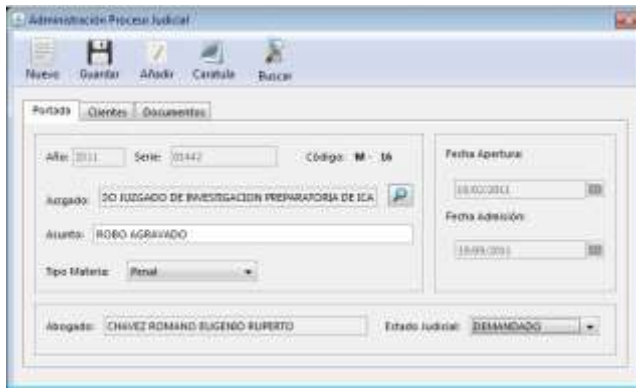 Administración Proceso Judicial
Nuevo Guardar Añadir Caratula Buscar
Portada Clientes Documentos
Año: 2011 Serie: 01442 Código: M - 16
Fecha Apertura:
Juzgado: DO JUZGADO DE INVESTIGACION PREPARATORIA DE ICA
18/02/2011
Fecha Admisión:
Asunto: ROBO AGRAVADO
Tipo Materia: Penal
Abogado: CHAVEZ ROMANO EUGENIO RUPERTO Estado Judicial: DEMANDADO